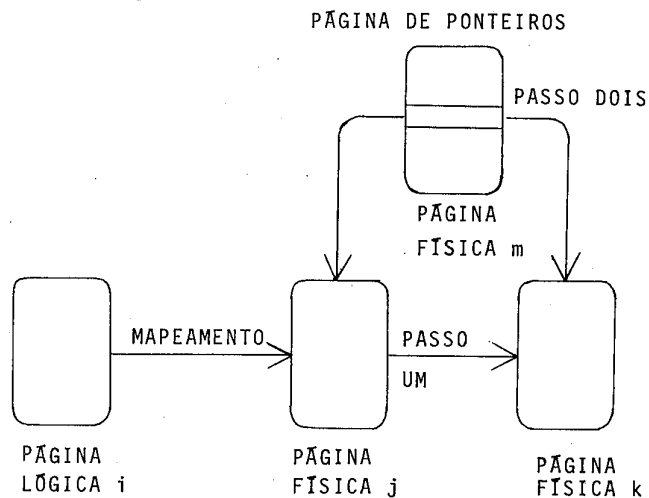 PÁGINA DE PONTEIROS
PASSO DOIS
PÁGINA
FÍSICA m
MAPEAMENTO
PASSO
UM
PÁGINA
LÓGICA i
PÁGINA
FÍSICA j
PÁGINA
FÍSICA k